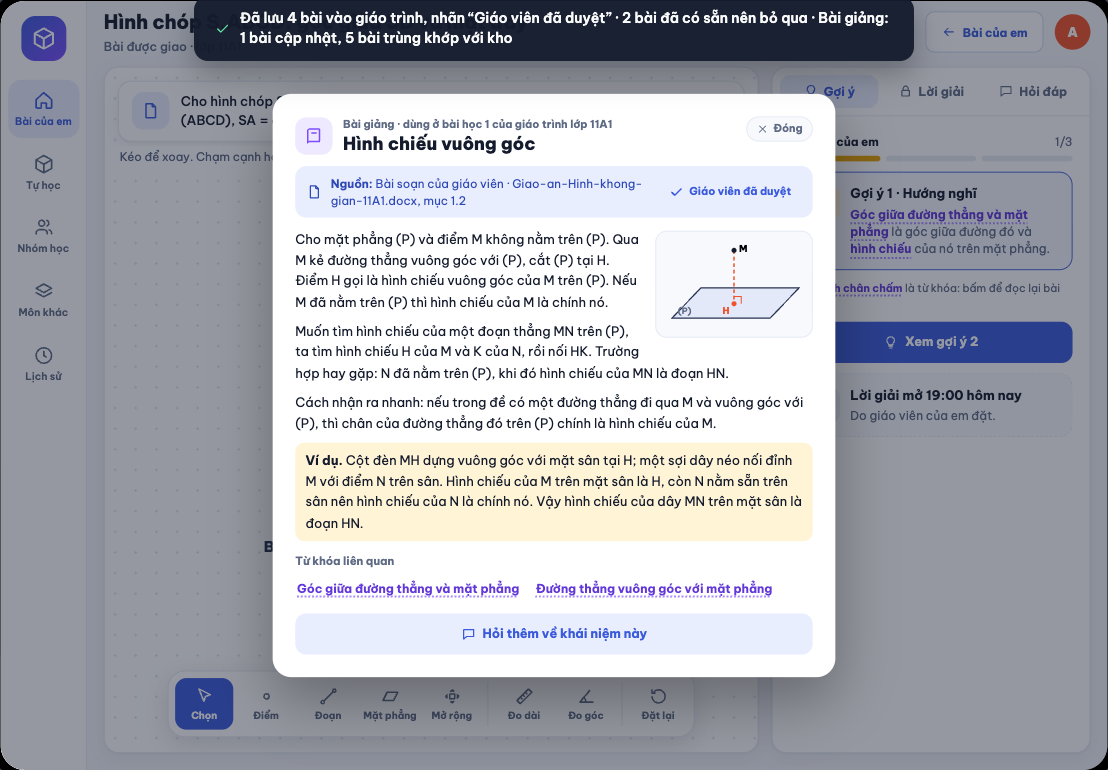 Đã lưu 4 bài vào giáo trình, nhãn “Giáo viên đã duyệt” · 2 bài đã có sẵn nên bỏ qua · Bài giảng:
1 bài cập nhật, 5 bài trùng khớp với kho
Hình chóp
Bài được giao
Bài của em
A
Bài của em
Tự học
Nhóm học
Môn khác
Lịch sử
Cho hình chóp
(ABCD), SA =
Kéo để xoay. Chạm cạnh
Bài giảng · dùng ở bài học 1 của giáo trình lớp 11A1
Hình chiếu vuông góc
Đóng
Nguồn: Bài soạn của giáo viên · Giao-an-Hinh-khong-
gian-11A1.docx, mục 1.2
Giáo viên đã duyệt
Cho mặt phẳng (P) và điểm M không nằm trên (P). Qua
M kẻ đường thẳng vuông góc với (P), cắt (P) tại H.
Điểm H gọi là hình chiếu vuông góc của M trên (P). Nếu
M đã nằm trên (P) thì hình chiếu của M là chính nó.
M
H
(P)
Muốn tìm hình chiếu của một đoạn thẳng MN trên (P),
ta tìm hình chiếu H của M và K của N, rồi nối HK. Trường
hợp hay gặp: N đã nằm trên (P), khi đó hình chiếu của MN là đoạn HN.
Cách nhận ra nhanh: nếu trong đề có một đường thẳng đi qua M và vuông góc với
(P), thì chân của đường thẳng đó trên (P) chính là hình chiếu của M.
Ví dụ. Cột đèn MH dựng vuông góc với mặt sân tại H; một sợi dây néo nối đỉnh
M với điểm N trên sân. Hình chiếu của M trên mặt sân là H, còn N nằm sẵn trên
sân nên hình chiếu của N là chính nó. Vậy hình chiếu của dây MN trên mặt sân là
đoạn HN.
Từ khóa liên quan
Góc giữa đường thẳng và mặt phẳng
Đường thẳng vuông góc với mặt phẳng
Hỏi thêm về khái niệm này
Gợi ý
Lời giải
Hỏi đáp
của em
1/3
Gợi ý 1 · Hướng nghĩ
Góc giữa đường thẳng và mặt
phẳng là góc giữa đường đó và
hình chiếu của nó trên mặt phẳng.
chân chấm là từ khóa: bấm để đọc lại bài
Xem gợi ý 2
Lời giải mở 19:00 hôm nay
Do giáo viên của em đặt.
Chọn
Điểm
Đoạn
Mặt phẳng
Mở rộng
Đo dài
Đo góc
Đặt lại